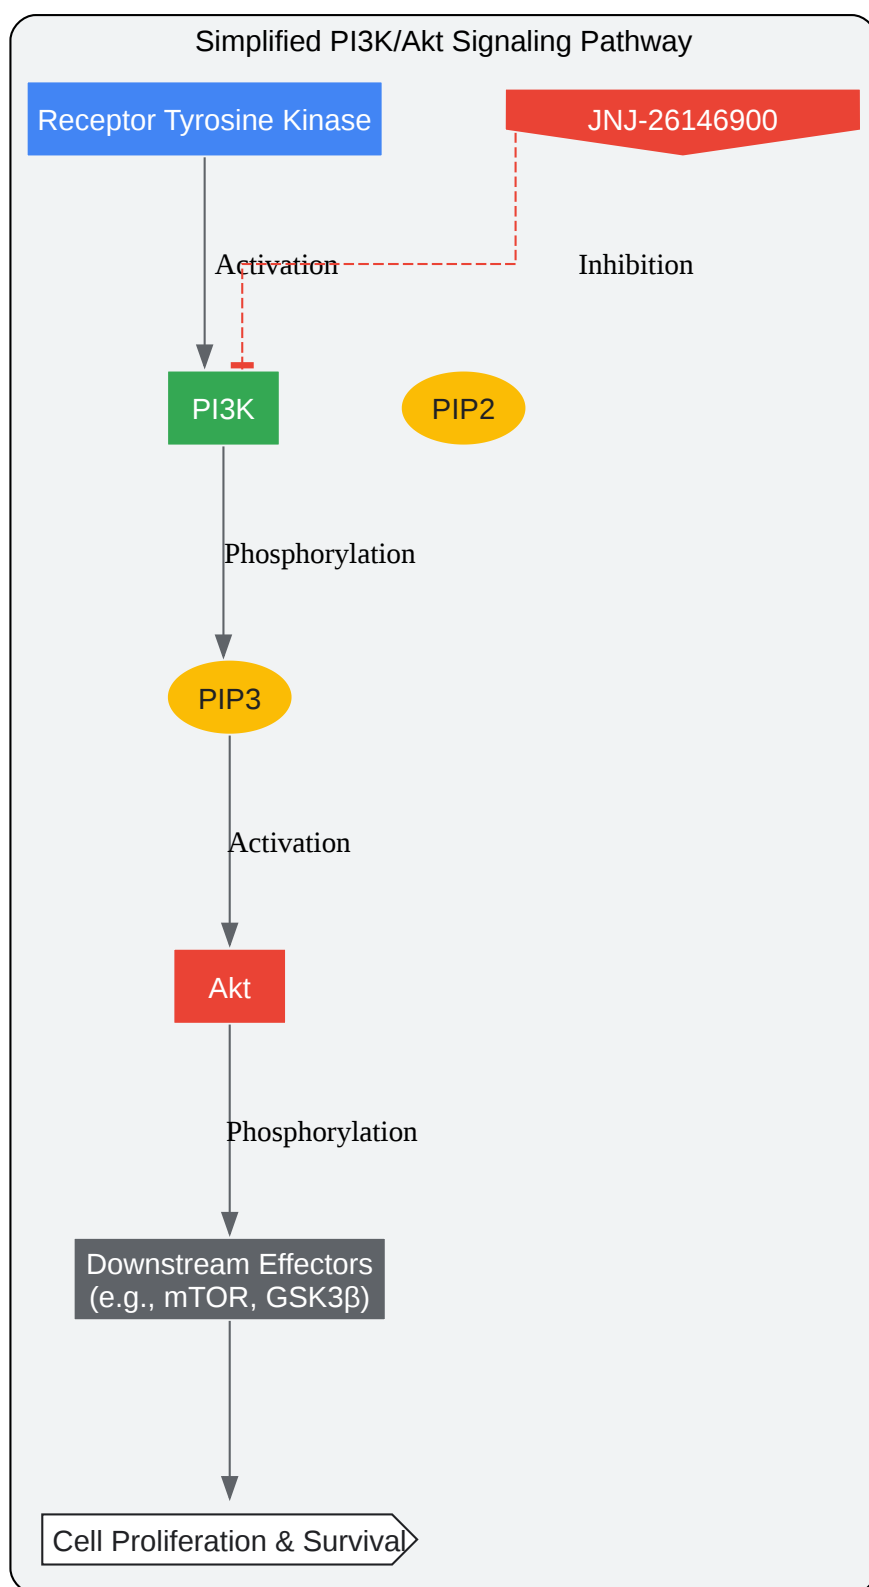 Simplified PI3K/Akt Signaling Pathway
Receptor Tyrosine Kinase
JNJ-26146900
Activation
Inhibition
PI3K
PIP2
Phosphorylation
PIP3
Activation
Akt
Phosphorylation
Downstream Effectors
(e.g., mTOR, GSK3β)
Cell Proliferation & Survival